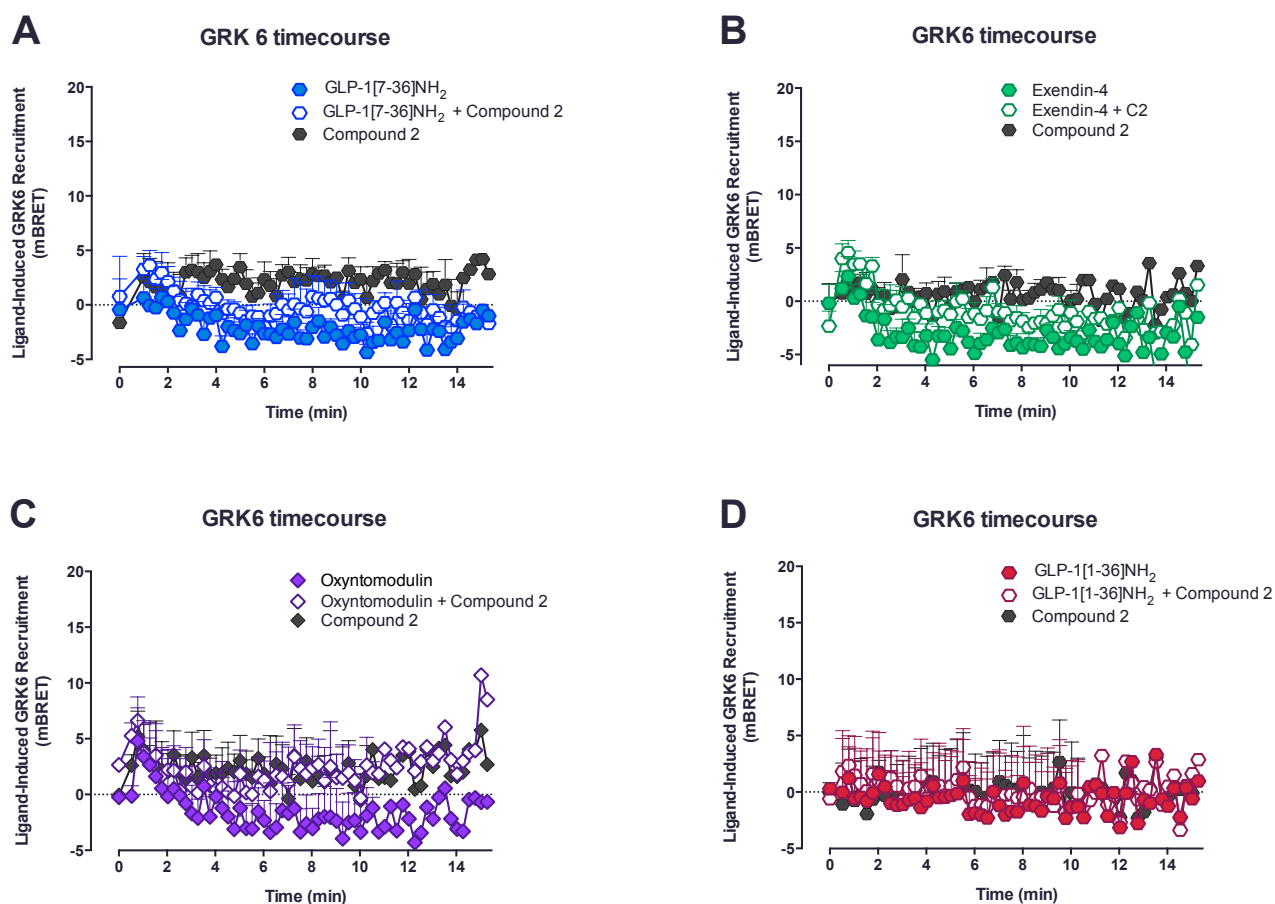 A
GRK 6 timecourse
GLP-1[7-36]NH2
GLP-1[7-36]NH2 + Compound 2
Compound 2
Ligand-Induced GRK6 Recruitment
(mBRET)
20
15
10
5
0
-5
0 2 4 6 8 10 12 14
Time (min)
B
GRK6 timecourse
Exendin-4
Exendin-4 + C2
Compound 2
Ligand-Induced GRK6 Recruitment
(mBRET)
20
15
10
5
0
-5
0 2 4 6 8 10 12 14
Time (min)
C
GRK6 timecourse
Oxyntomodulin
Oxyntomodulin + Compound 2
Compound 2
Ligand-Induced GRK6 Recruitment
(mBRET)
20
15
10
5
0
-5
0 2 4 6 8 10 12 14
Time (min)
D
GRK6 timecourse
GLP-1[1-36]NH2
GLP-1[1-36]NH2 + Compound 2
Compound 2
Ligand-Induced GRK6 Recruitment
(mBRET)
20
15
10
5
0
-5
0 2 4 6 8 10 12 14
Time (min)